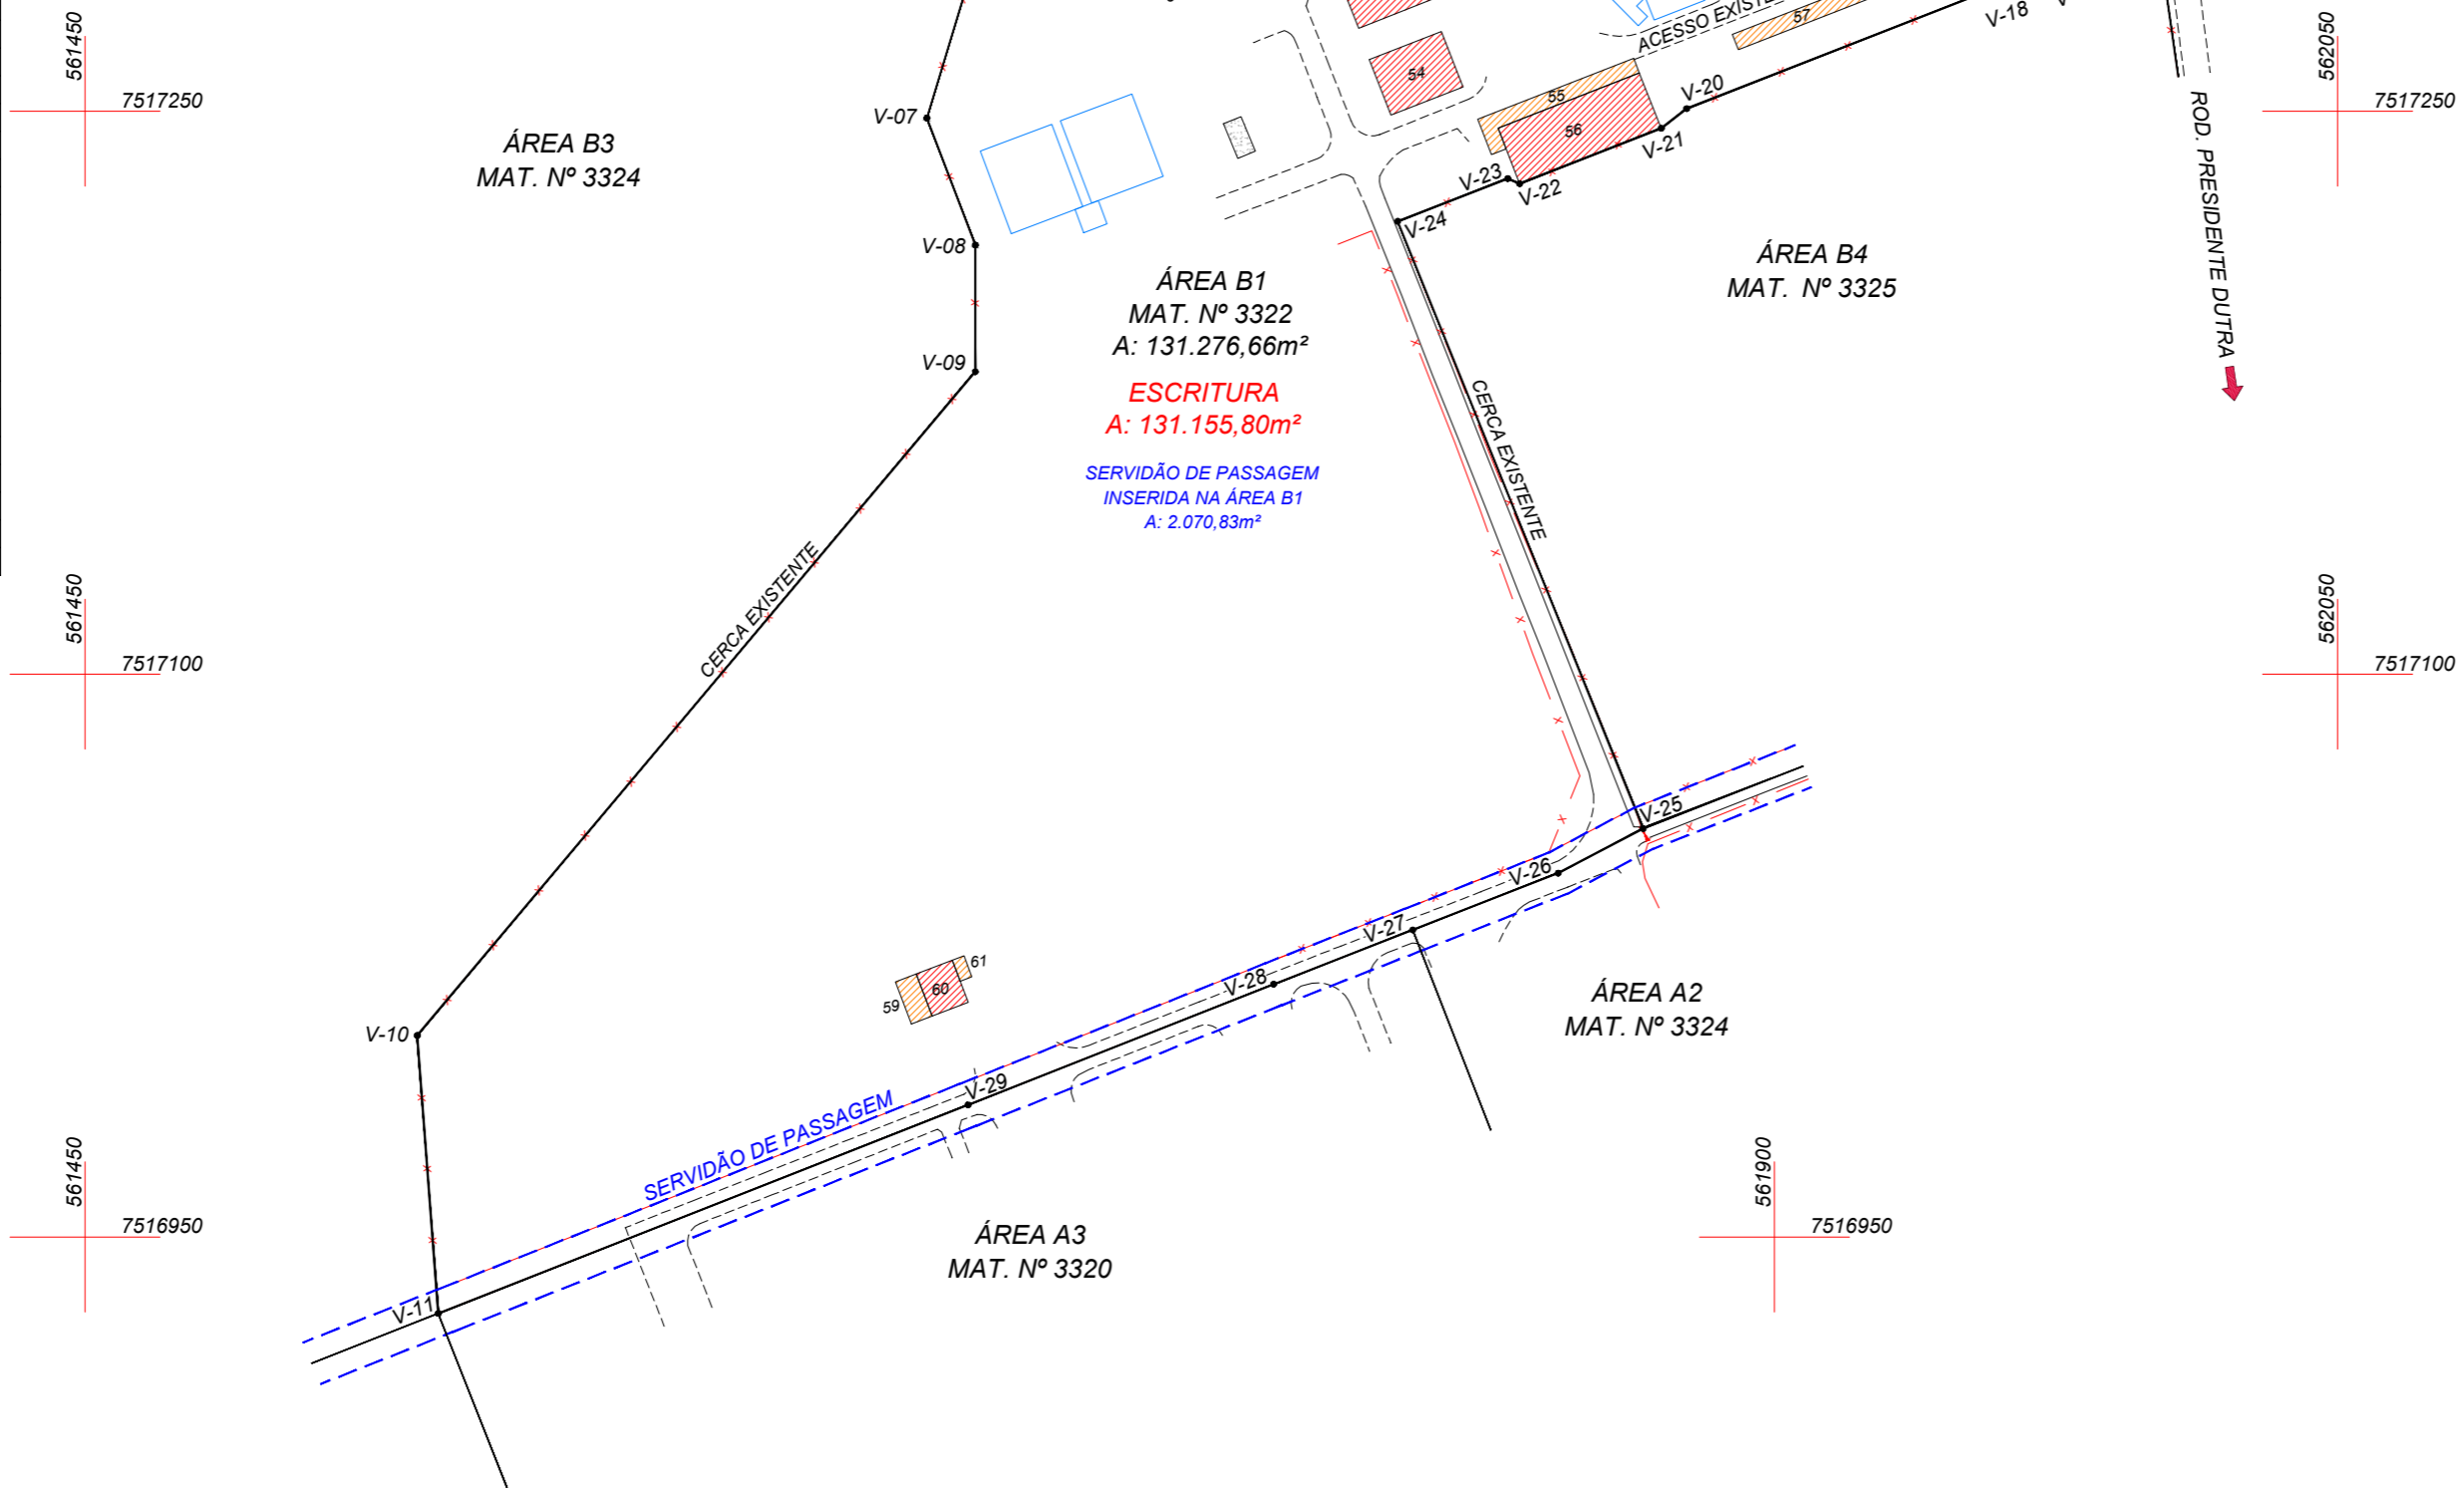 561450
7517250
ÁREA B3
MAT. Nº 3324
V-07
V-08
V-09
54
55
56
57
V-18
V-20
V-21
V-22
V-23
V-24
562050
7517250
ROD. PRESIDENTE DUTRA
ÁREA B4
MAT. Nº 3325
ÁREA B1
MAT. Nº 3322
A: 131.276,66m²
ESCRITURA
A: 131.155,80m²
SERVIDÃO DE PASSAGEM
INSERIDA NA ÁREA B1
A: 2.070,83m²
CERCA EXISTENTE
CERCA EXISTENTE
561450
7517100
562050
7517100
V-25
V-26
V-27
V-28
V-29
61
60
59
V-10
ÁREA A2
MAT. Nº 3324
SERVIDÃO DE PASSAGEM
561450
7516950
561900
7516950
ÁREA A3
MAT. Nº 3320
V-11
ACESSO